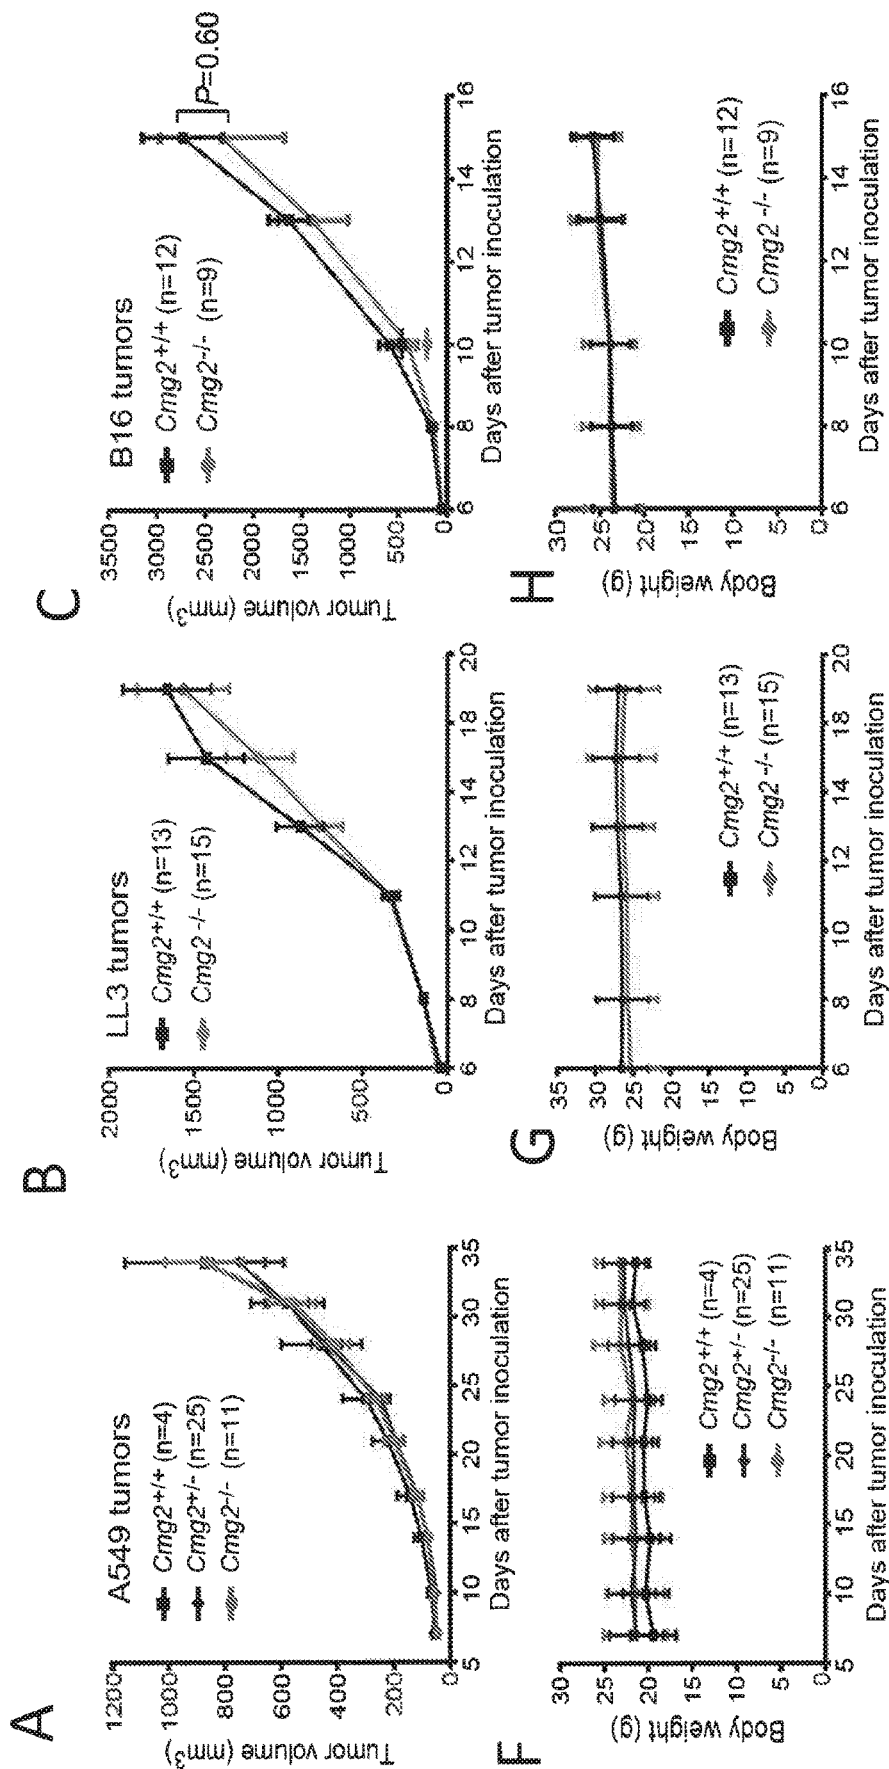 A
A549 tumors
Cmg2+/+ (n=4)
Cmg2+/- (n=25)
Cmg2-/- (n=11)
Tumor volume (mm3)
1200
1000
800
600
400
200
0
5 10 15 20 25 30 35
Days after tumor inoculation
B
LL3 tumors
Cmg2+/+ (n=13)
Cmg2-/- (n=15)
Tumor volume (mm3)
2000
1500
1000
500
0
6 8 10 12 14 16 18 20
Days after tumor inoculation
C
B16 tumors
Cmg2+/+ (n=12)
Cmg2-/- (n=9)
P=0.60
Tumor volume (mm3)
3500
3000
2500
2000
1500
1000
500
0
6 8 10 12 14 16
Days after tumor inoculation
F
Body weight (g)
30
25
20
15
10
5
0
Cmg2+/+ (n=4)
Cmg2+/- (n=25)
Cmg2-/- (n=11)
5 10 15 20 25 30 35
Days after tumor inoculation
G
Body weight (g)
35
30
25
20
15
10
5
0
Cmg2+/+ (n=13)
Cmg2-/- (n=15)
6 8 10 12 14 16 18 20
Days after tumor inoculation
H
Body weight (g)
30
25
20
15
10
5
0
Cmg2+/+ (n=12)
Cmg2-/- (n=9)
6 8 10 12 14 16
Days after tumor inoculation